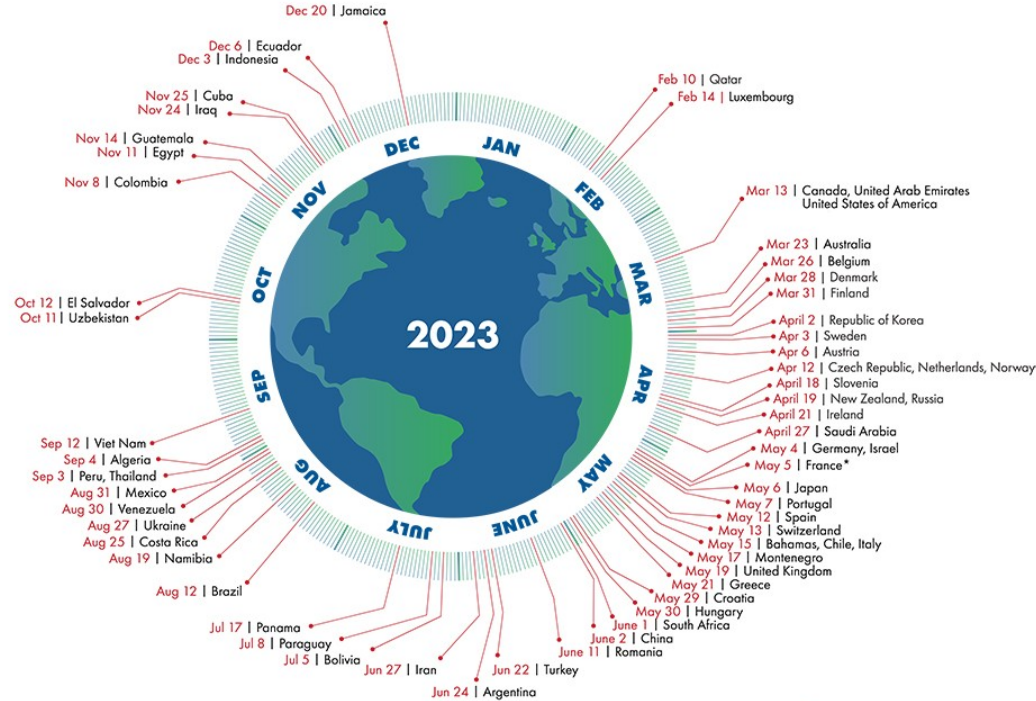 2023
JAN
FEB
MAR
APR
MAY
JUNE
JULY
AUG
SEP
OCT
NOV
DEC
Feb 10 | Qatar
Feb 14 | Luxembourg
Mar 13 | Canada, United Arab Emirates
United States of America
Mar 23 | Australia
Mar 26 | Belgium
Mar 28 | Denmark
Mar 31 | Finland
April 2 | Republic of Korea
Apr 3 | Sweden
Apr 6 | Austria
Apr 12 | Czech Republic, Netherlands, Norway
April 18 | Slovenia
April 19 | New Zealand, Russia
April 21 | Ireland
April 27 | Saudi Arabia
May 4 | Germany, Israel
May 5 | France*
May 6 | Japan
May 7 | Portugal
May 12 | Spain
May 13 | Switzerland
May 15 | Bahamas, Chile, Italy
May 17 | Montenegro
May 19 | United Kingdom
May 21 | Greece
May 29 | Croatia
May 30 | Hungary
June 1 | South Africa
June 2 | China
June 11 | Romania
Jun 22 | Turkey
Jun 24 | Argentina
Jun 27 | Iran
Jul 5 | Bolivia
Jul 8 | Paraguay
Jul 17 | Panama
Aug 12 | Brazil
Aug 19 | Namibia
Aug 25 | Costa Rica
Aug 27 | Ukraine
Aug 30 | Venezuela
Aug 31 | Mexico
Sep 3 | Peru, Thailand
Sep 4 | Algeria
Sep 12 | Viet Nam
Oct 11 | Uzbekistan
Oct 12 | El Salvador
Nov 8 | Colombia
Nov 11 | Egypt
Nov 14 | Guatemala
Nov 24 | Iraq
Nov 25 | Cuba
Dec 3 | Indonesia
Dec 6 | Ecuador
Dec 20 | Jamaica